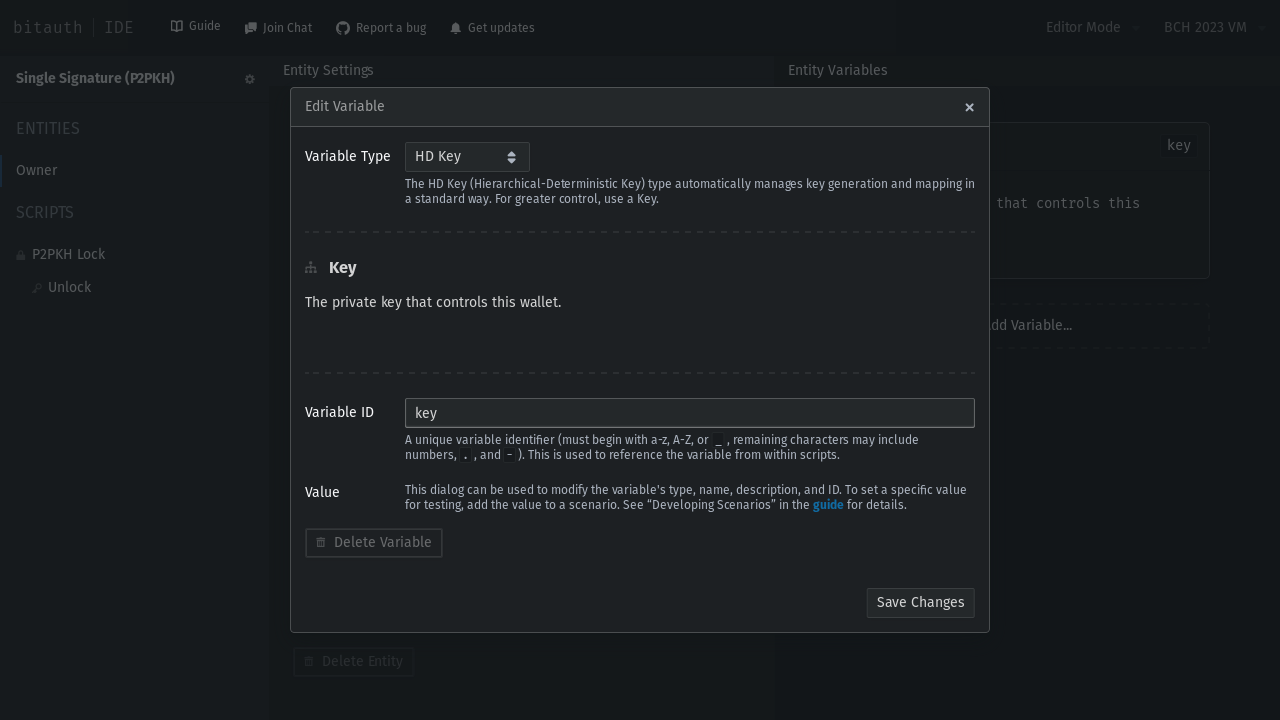 bitauth | IDE
Guide
Join Chat
Report a bug
Get updates
Editor Mode
BCH 2023 VM
Single Signature (P2PKH)
ENTITIES
Owner
SCRIPTS
P2PKH Lock
Unlock
Entity Settings
Entity Variables
Edit Variable
×
Variable Type
HD Key
The HD Key (Hierarchical-Deterministic Key) type automatically manages key generation and mapping in
a standard way. For greater control, use a Key.
Key
The private key that controls this wallet.
Variable ID
key
A unique variable identifier (must begin with a-z, A-Z, or _ , remaining characters may include
numbers, . , and - ). This is used to reference the variable from within scripts.
Value
This dialog can be used to modify the variable's type, name, description, and ID. To set a specific value
for testing, add the value to a scenario. See “Developing Scenarios” in the guide for details.
Delete Variable
Save Changes
key
that controls this
Variable...
Delete Entity